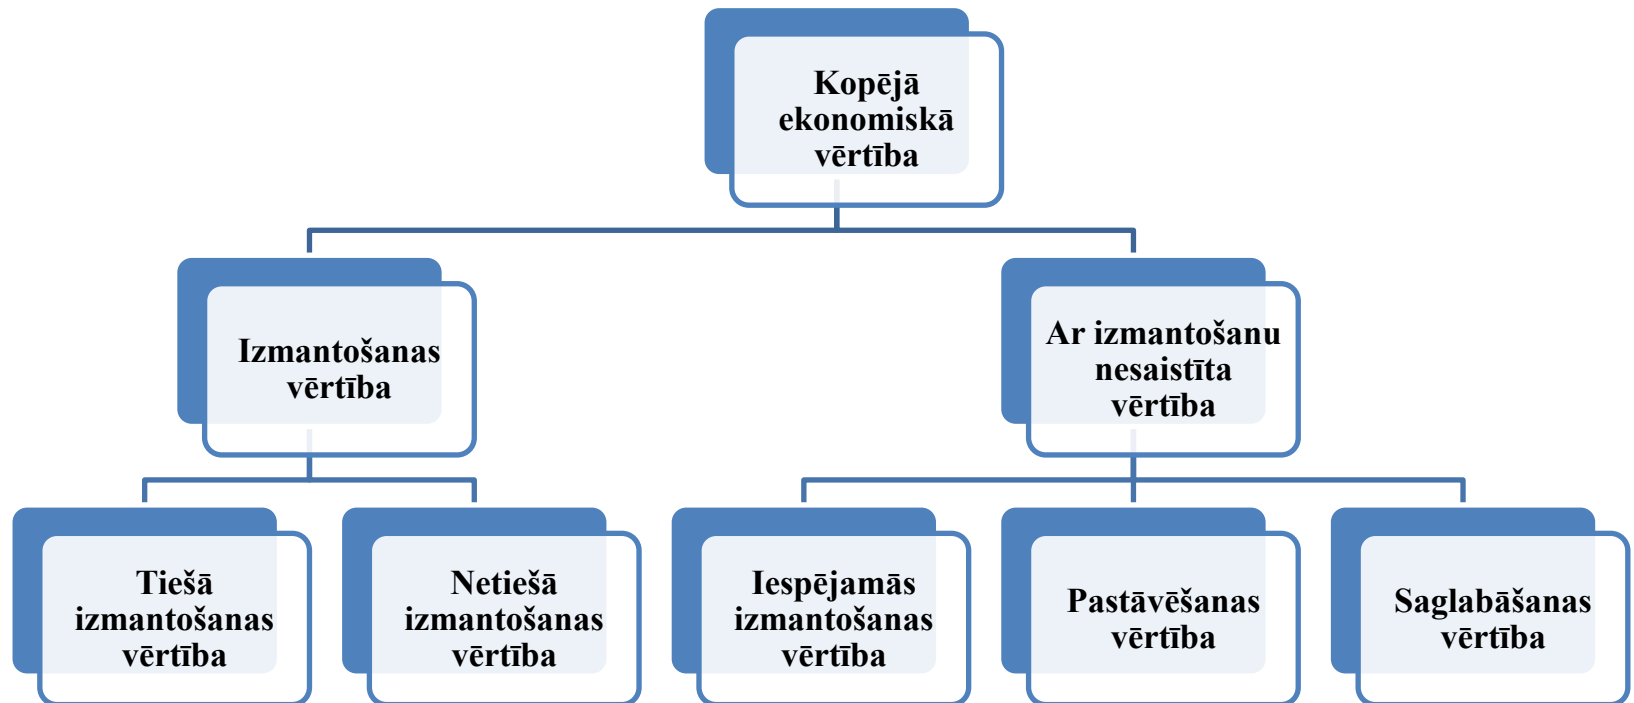 Kopējā
ekonomiskā
vērtība
Izmantošanas
vērtība
Ar izmantošanu
nesaistīta
vērtība
Tiešā
izmantošanas
vērtība
Netiešā
izmantošanas
vērtība
Iespējamās
izmantošanas
vērtība
Pastāvēšanas
vērtība
Saglabāšanas
vērtība